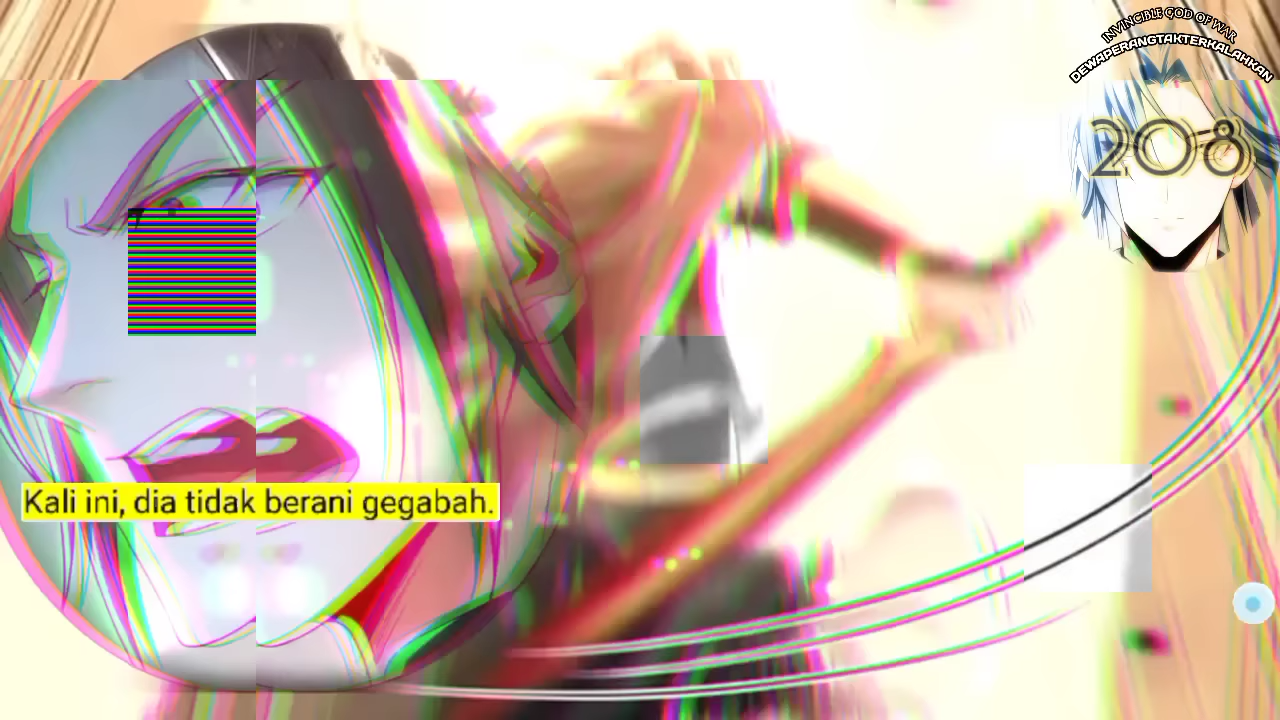 INVINCIBLE GOD OF WAR
DEWAPERANGTAKTERKALAHKAN
208
Kali ini, dia tidak berani gegabah.